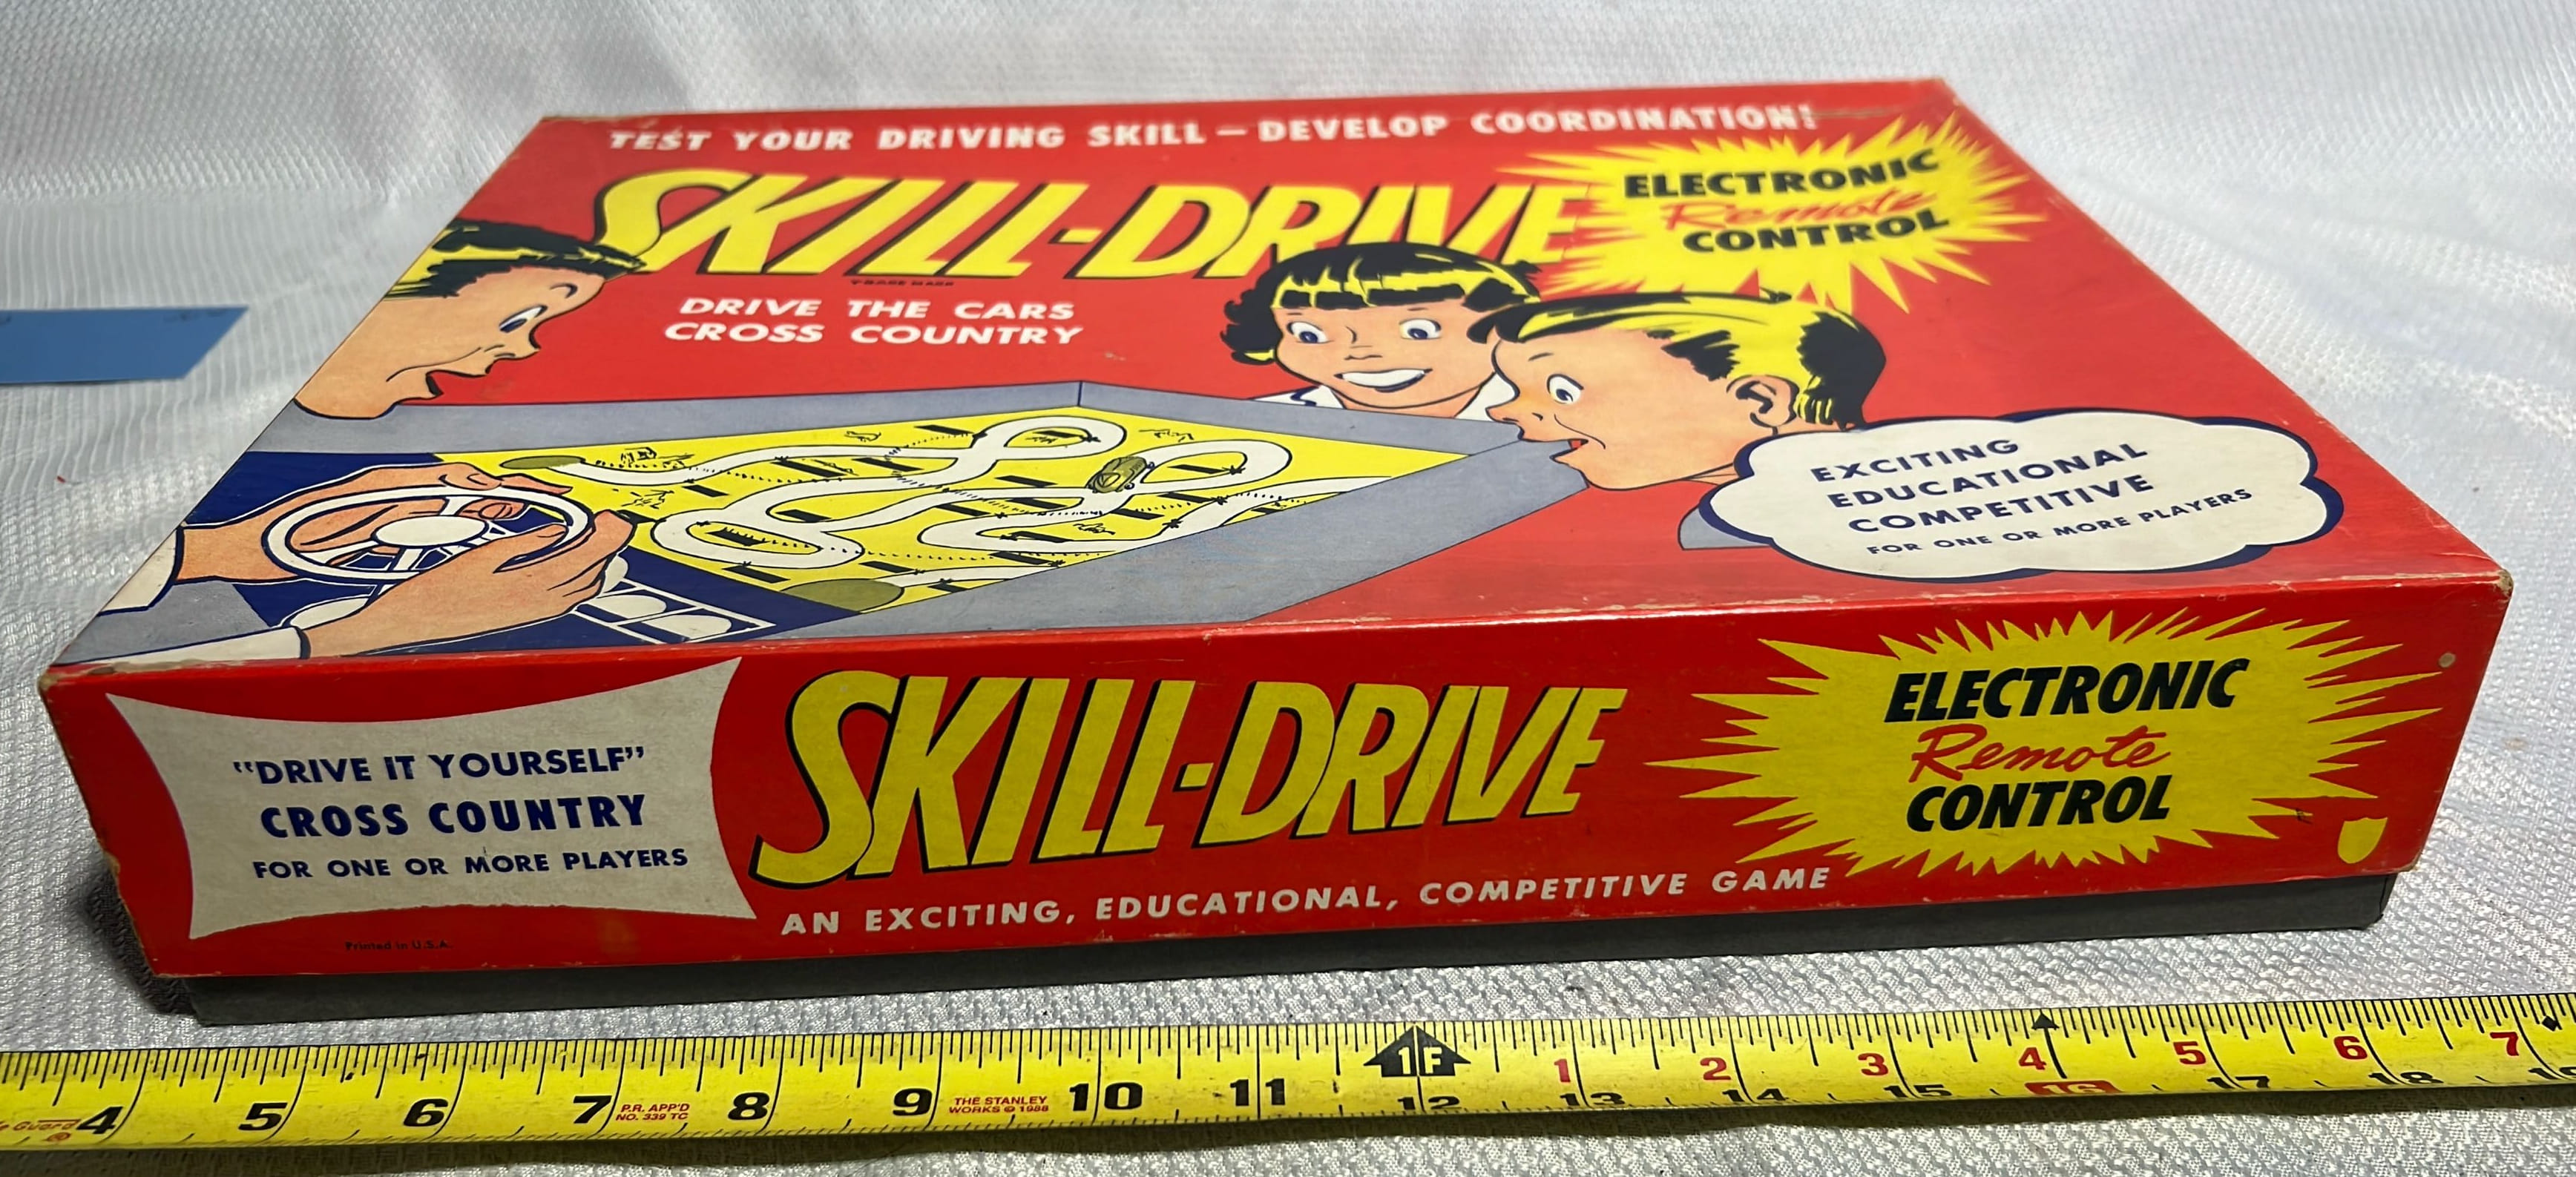 TEST YOUR DRIVING SKILL — DEVELOP COORDINATION!
SKILL-DRIVE
TRADE MARK
ELECTRONIC
Remote
CONTROL
DRIVE THE CARS
CROSS COUNTRY
EXCITING
EDUCATIONAL
COMPETITIVE
FOR ONE OR MORE PLAYERS
"DRIVE IT YOURSELF"
CROSS COUNTRY
FOR ONE OR MORE PLAYERS
Printed in U.S.A.
SKILL-DRIVE
AN EXCITING, EDUCATIONAL, COMPETITIVE GAME
ELECTRONIC
Remote
CONTROL
1F 1 2 3 4 5 6 7
4 5 6 7 8 9 10 11 12 13 14 15 16 17 18
P.R. APP'D
NO. 339 TC
THE STANLEY
WORKS © 1988